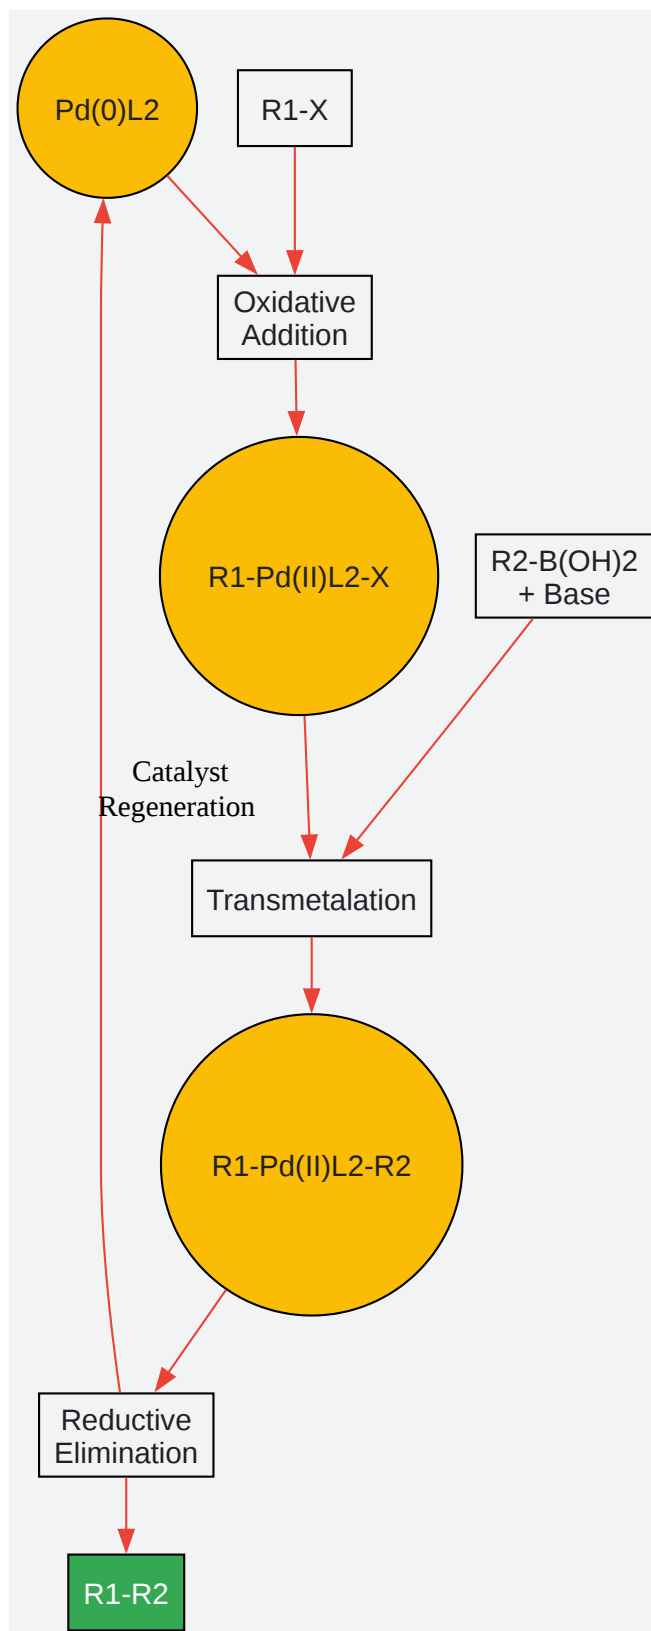 Pd(0)L2
R1-X
Oxidative
Addition
R1-Pd(II)L2-X
R2-B(OH)2
+ Base
Catalyst
Regeneration
Transmetalation
R1-Pd(II)L2-R2
Reductive
Elimination
R1-R2